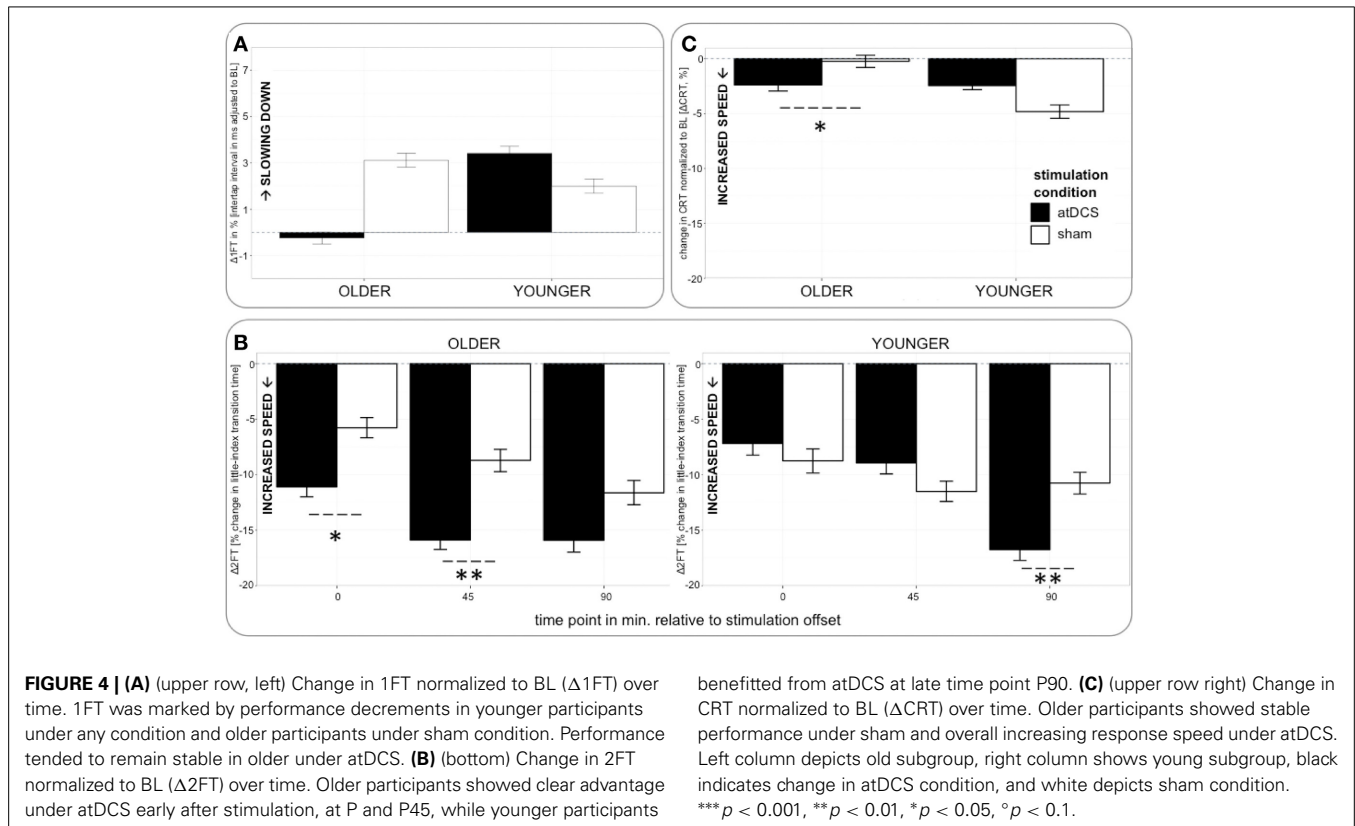 A
7
5
3
1
-1
Δ1FT in % [intertap interval in ms adjusted to BL]
→ SLOWING DOWN
OLDER YOUNGER
C
0
-5
-10
-15
-20
change in CRT normalized to BL [ΔCRT, %]
INCREASED SPEED ←
*
stimulation
condition
atDCS
sham
OLDER YOUNGER
B
OLDER YOUNGER
0
-5
-10
-15
-20
Δ2FT [% change in little-index transition time]
INCREASED SPEED ←
*
**
0 45 90
0
-5
-10
-15
-20
Δ2FT [% change in little-index transition time]
INCREASED SPEED ←
**
0 45 90
time point in min. relative to stimulation offset
FIGURE 4 | (A) (upper row, left) Change in 1FT normalized to BL (Δ1FT) over
time. 1FT was marked by performance decrements in younger participants
under any condition and older participants under sham condition. Performance
tended to remain stable in older under atDCS. (B) (bottom) Change in 2FT
normalized to BL (Δ2FT) over time. Older participants showed clear advantage
under atDCS early after stimulation, at P and P45, while younger participants
benefitted from atDCS at late time point P90. (C) (upper row right) Change in
CRT normalized to BL (ΔCRT) over time. Older participants showed stable
performance under sham and overall increasing response speed under atDCS.
Left column depicts old subgroup, right column shows young subgroup, black
indicates change in atDCS condition, and white depicts sham condition.
***p < 0.001, **p < 0.01, *p < 0.05, °p < 0.1.